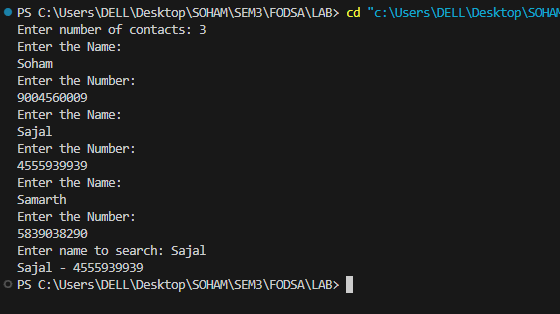 PS C:\Users\DELL\Desktop\SOHAM\SEM3\FODSA\LAB> cd "c:\Users\DELL\Desktop\SOHAM
Enter number of contacts: 3
Enter the Name:
Soham
Enter the Number:
9004560009
Enter the Name:
Sajal
Enter the Number:
4555939939
Enter the Name:
Samarth
Enter the Number:
5839038290
Enter name to search: Sajal
Sajal - 4555939939
PS C:\Users\DELL\Desktop\SOHAM\SEM3\FODSA\LAB>